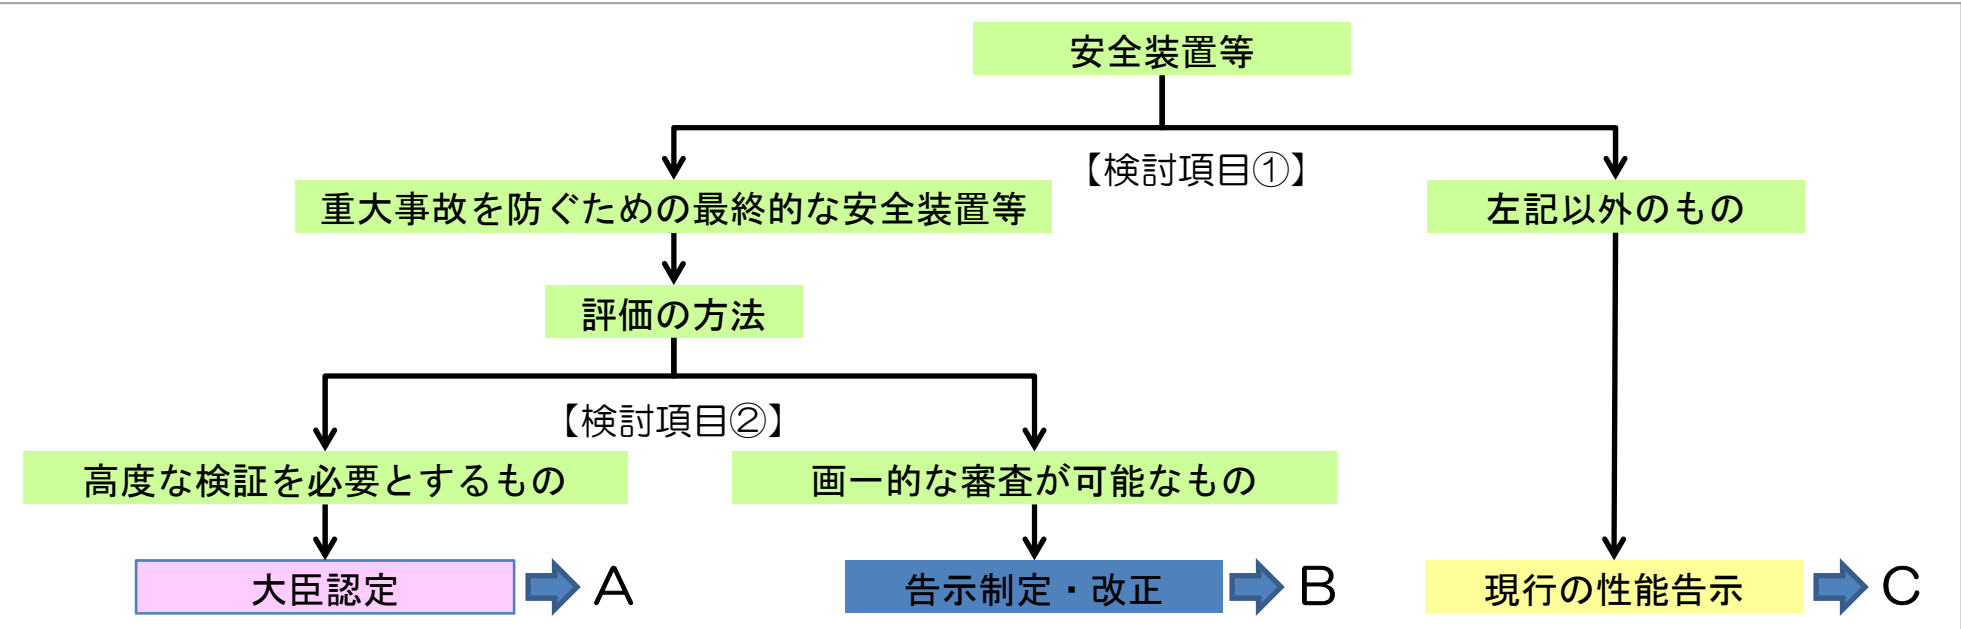 安全装置等
【検討項目①】
重大事故を防ぐための最終的な安全装置等
左記以外のもの
評価の方法
【検討項目②】
高度な検証を必要とするもの
画一的な審査が可能なもの
大臣認定
A
告示制定・改正
B
現行の性能告示
C